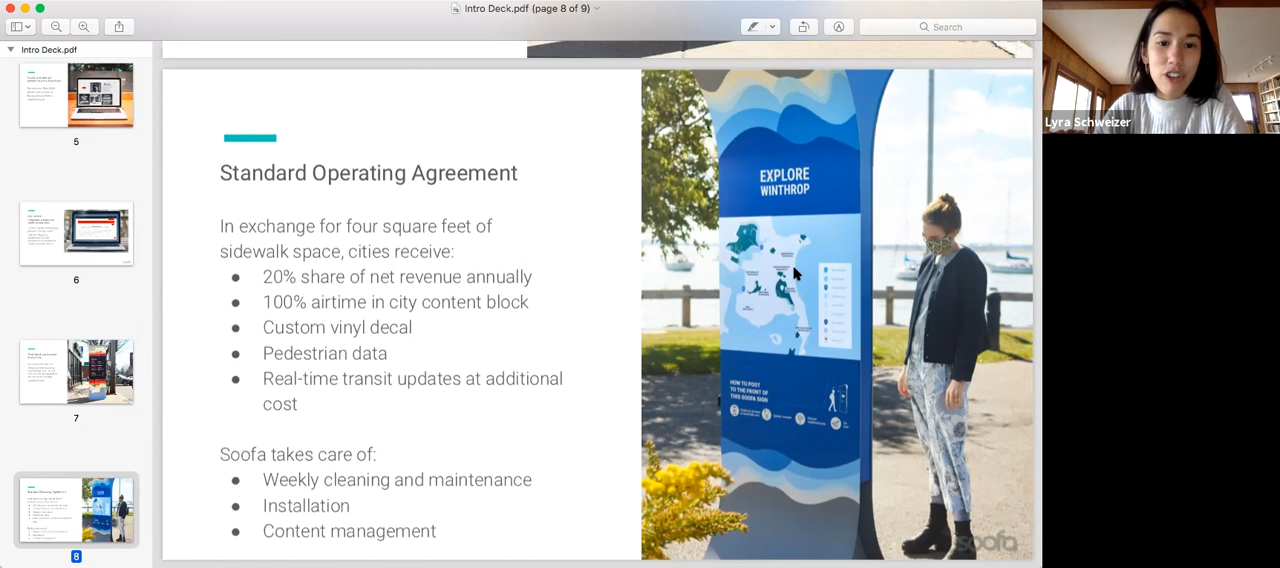 Intro Deck.pdf (page 8 of 9)
Search
Intro Deck.pdf
5
6
7
8
Standard Operating Agreement
In exchange for four square feet of
sidewalk space, cities receive:
● 20% share of net revenue annually
● 100% airtime in city content block
● Custom vinyl decal
● Pedestrian data
● Real-time transit updates at additional
cost
Soofa takes care of:
● Weekly cleaning and maintenance
● Installation
● Content management
EXPLORE
WINTHROP
HOW TO POST
TO THE FRONT OF
THIS SOOFA SIGN
soofa
Lyra Schweizer